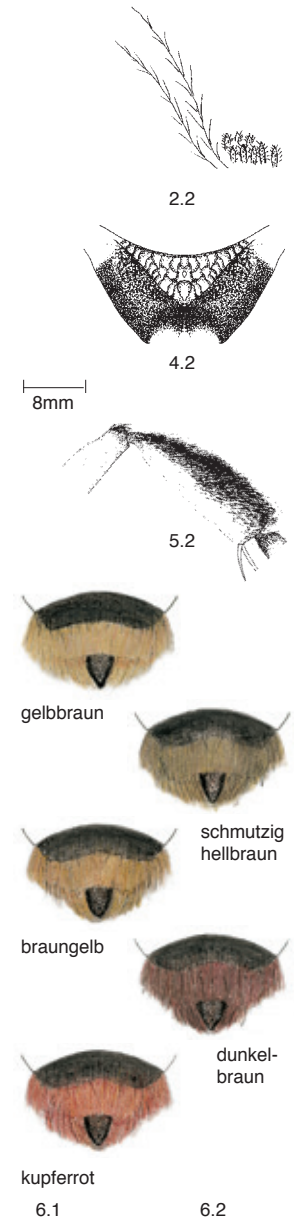 2.2
4.2
8mm
5.2
gelbbraun
schmutzig
hellbraun
braungelb
dunkel-
braun
kupferrot
6.1 6.2